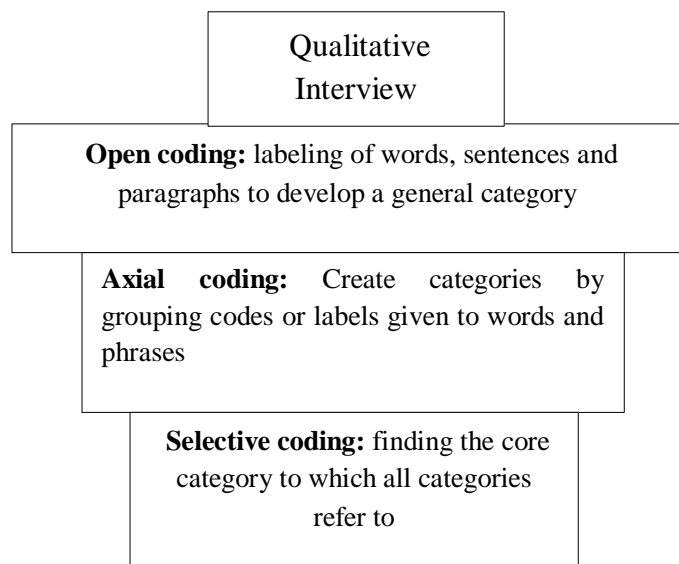 Qualitative
Interview
Open coding: labeling of words, sentences and
paragraphs to develop a general category
Axial coding: Create categories by
grouping codes or labels given to words and
phrases
Selective coding: finding the core
category to which all categories
refer to